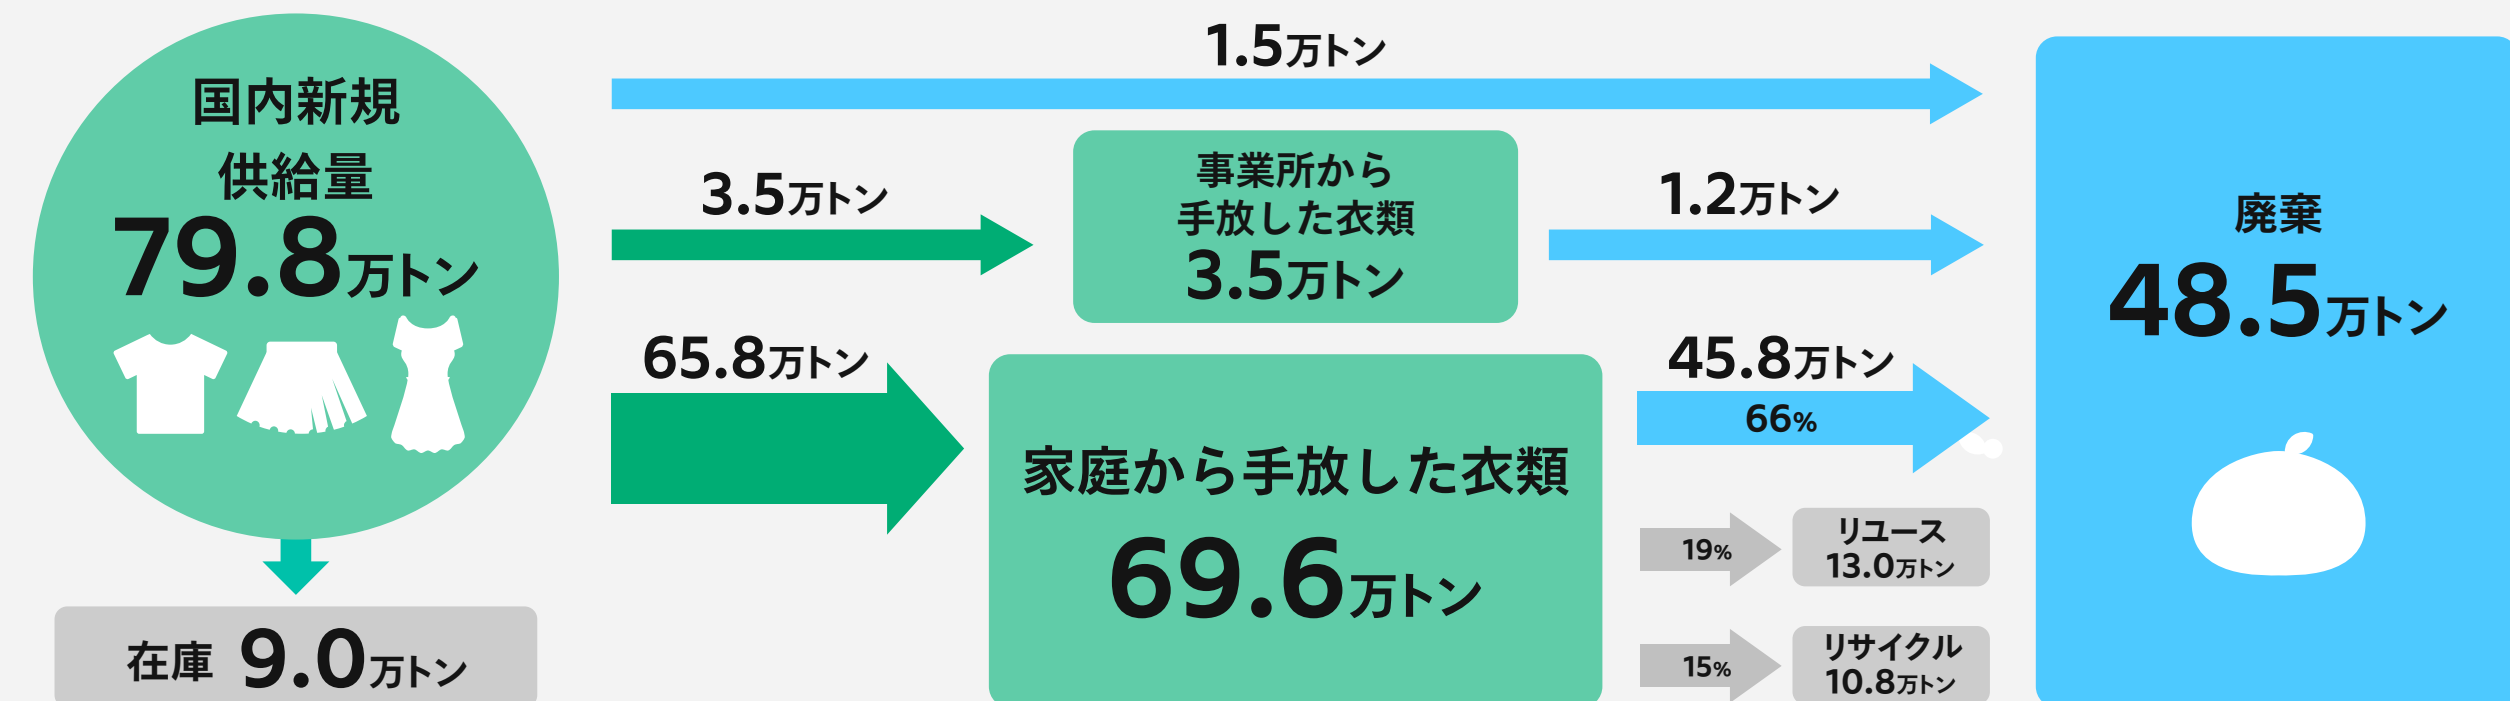 国内新規
供給量
79.8万トン
在庫 9.0万トン
1.5万トン
3.5万トン
事業所から
手放した衣類
3.5万トン
1.2万トン
65.8万トン
家庭から手放した衣類
69.6万トン
45.8万トン
66%
19%
リユース
13.0万トン
15%
リサイクル
10.8万トン
廃棄
48.5万トン